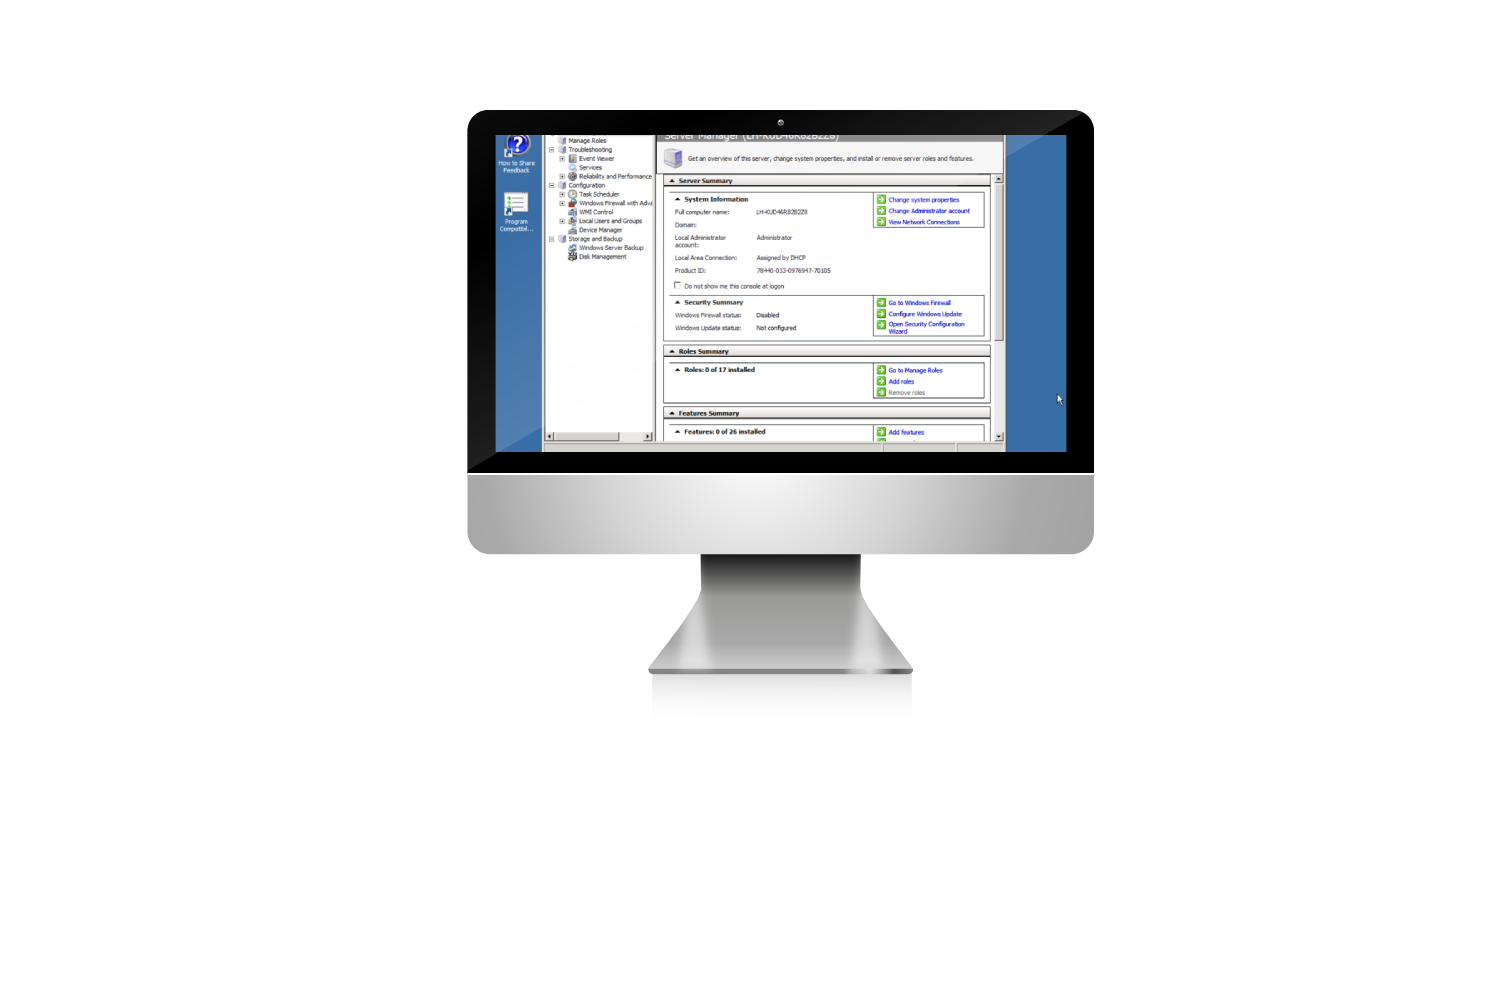 How to Share
Feedback
Program
Compatibil...
Manage Roles
Troubleshooting
Event Viewer
Services
Reliability and Performance
Configuration
Task Scheduler
Windows Firewall with Adva
WMI Control
Local Users and Groups
Device Manager
Storage and Backup
Windows Server Backup
Disk Management
Server Manager
Get an overview of this server, change system properties, and install or remove server roles and features.
Server Summary
System Information
Full computer name:
Domain:
Local Administrator
account:
Administrator
Local Area Connection: Assigned by DHCP
Product ID: 78440-033-0976947-70105
Do not show me this console at logon
Change system properties
Change Administrator account
View Network Connections
Security Summary
Windows Firewall status: Disabled
Windows Update status: Not configured
Go to Windows Firewall
Configure Windows Update
Open Security Configuration
Wizard
Roles Summary
Roles: 0 of 17 installed
Go to Manage Roles
Add roles
Remove roles
Features Summary
Features: 0 of 26 installed
Add features